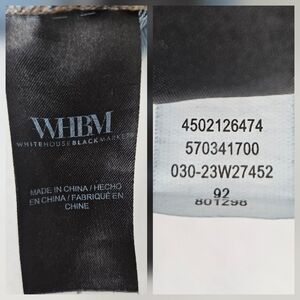 WHBM
WHITEHOUSEBLACKMARKET
MADE IN CHINA / HECHO
EN CHINA / FABRIQUÉ EN
CHINE
4502126474
570341700
030-23W27452
92
801298